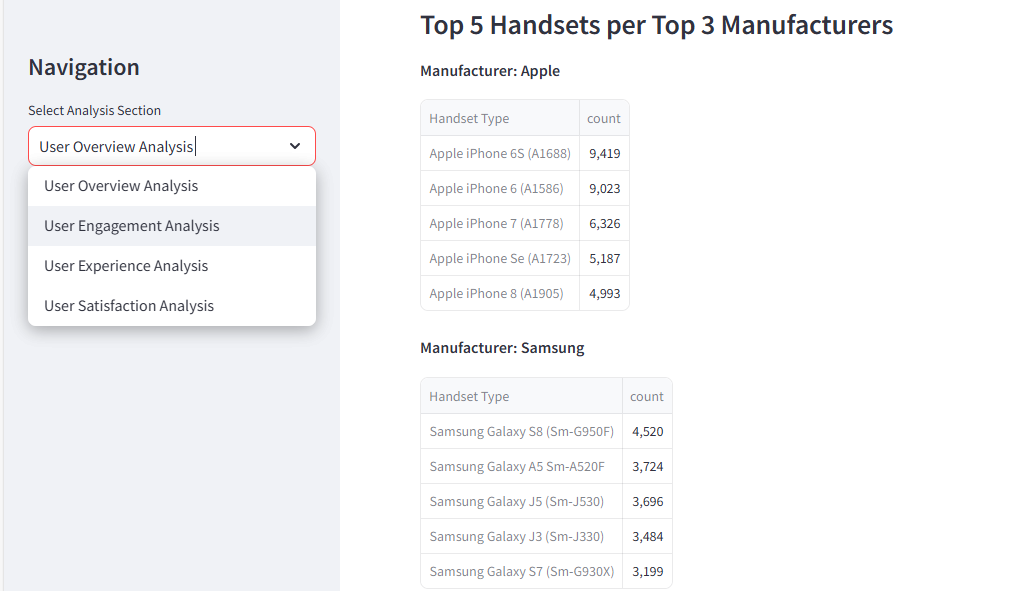 Navigation
Select Analysis Section
User Overview Analysis
User Overview Analysis
User Engagement Analysis
User Experience Analysis
User Satisfaction Analysis
Top 5 Handsets per Top 3 Manufacturers
Manufacturer: Apple
Handset Type count
Apple iPhone 6S (A1688) 9,419
Apple iPhone 6 (A1586) 9,023
Apple iPhone 7 (A1778) 6,326
Apple iPhone Se (A1723) 5,187
Apple iPhone 8 (A1905) 4,993
Manufacturer: Samsung
Handset Type count
Samsung Galaxy S8 (Sm-G950F) 4,520
Samsung Galaxy A5 Sm-A520F 3,724
Samsung Galaxy J5 (Sm-J530) 3,696
Samsung Galaxy J3 (Sm-J330) 3,484
Samsung Galaxy S7 (Sm-G930X) 3,199